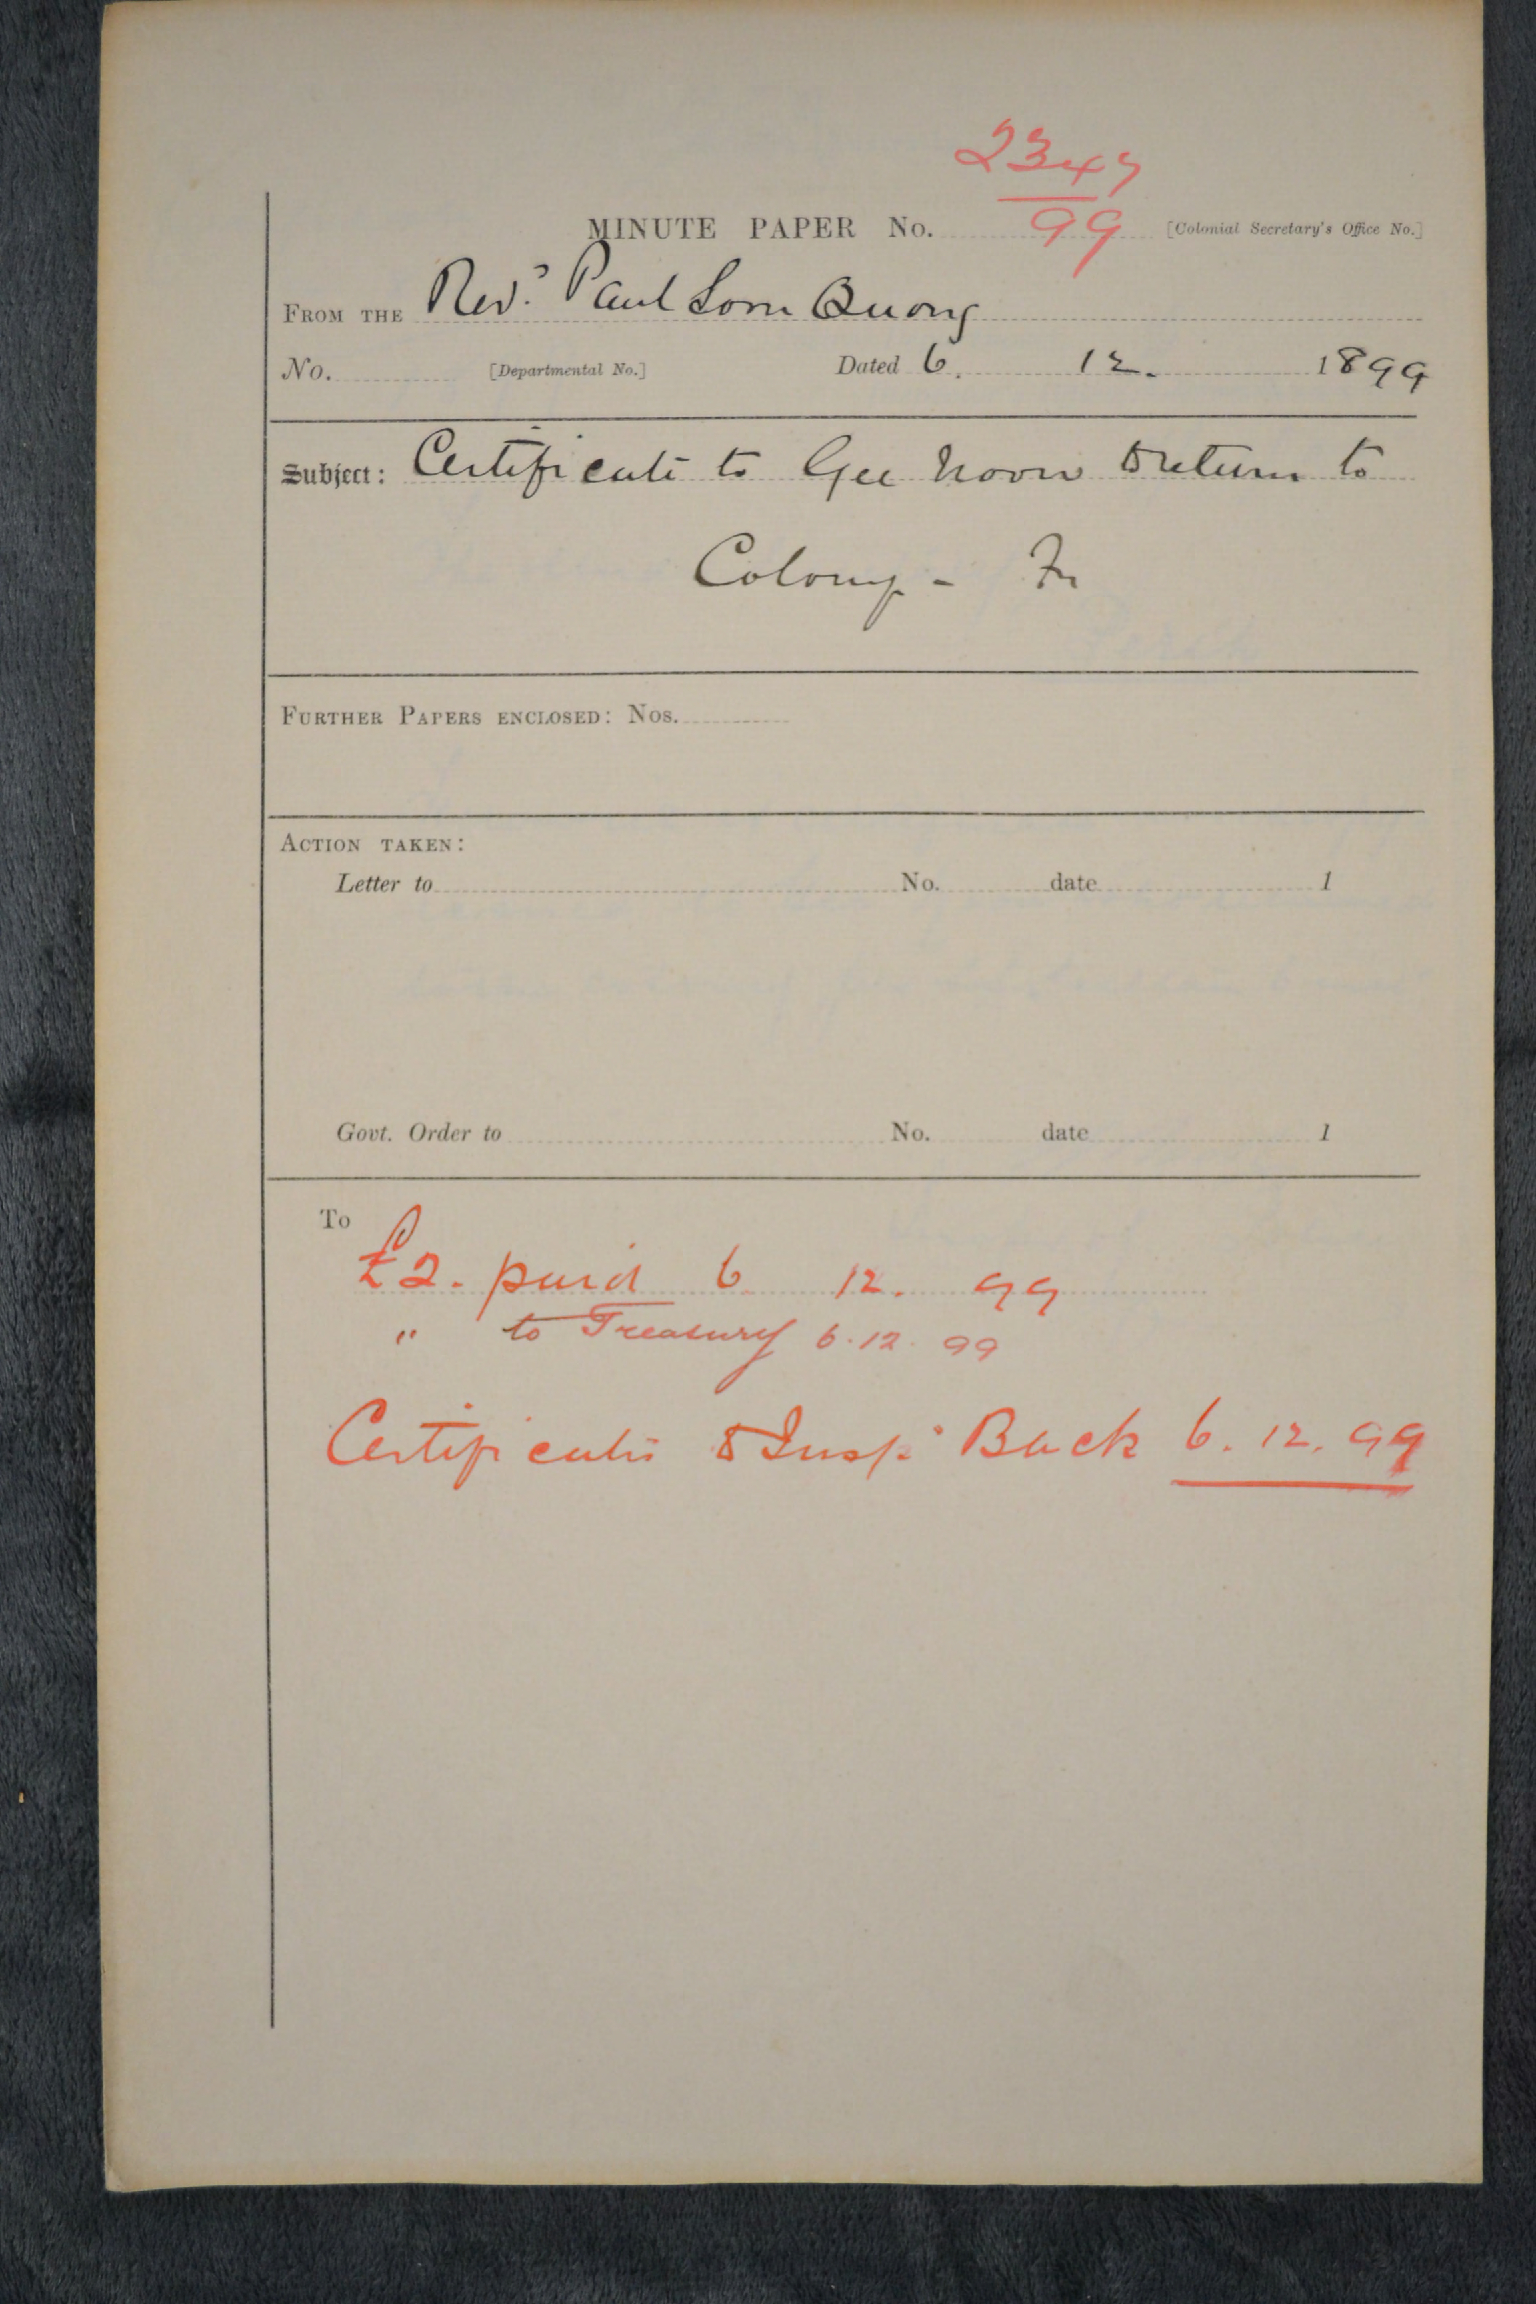 2347
MINUTE PAPER No. 99 [Colonial Secretary's Office No.]
FROM THE Revd Paul Soon Quong
No. [Departmental No.] Dated 6. 12. 1899
Subject: Certificate to Gee Noon to return to
Colony -
FURTHER PAPERS ENCLOSED: Nos.
ACTION TAKEN:
Letter to No. date 1
Govt. Order to No. date 1
To
£2. paid 6 12. 99
" to Treasury 6.12.99
Certificate to Insp. Back 6.12.99